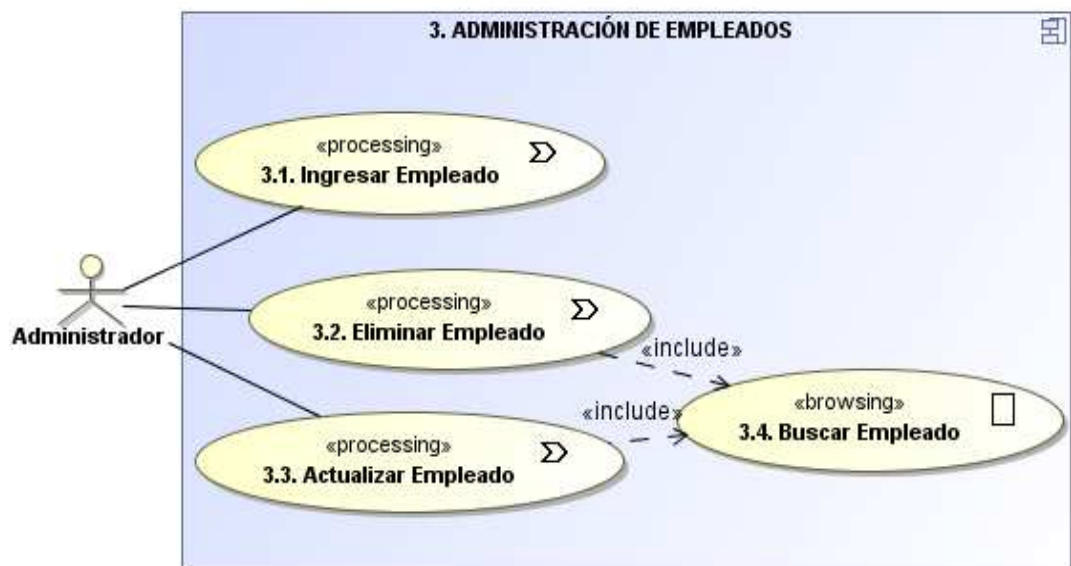 3. ADMINISTRACIÓN DE EMPLEADOS
«processing»
3.1. Ingresar Empleado
Administrador
«processing»
3.2. Eliminar Empleado
«include»
«include»
«browsing»
3.4. Buscar Empleado
«processing»
3.3. Actualizar Empleado